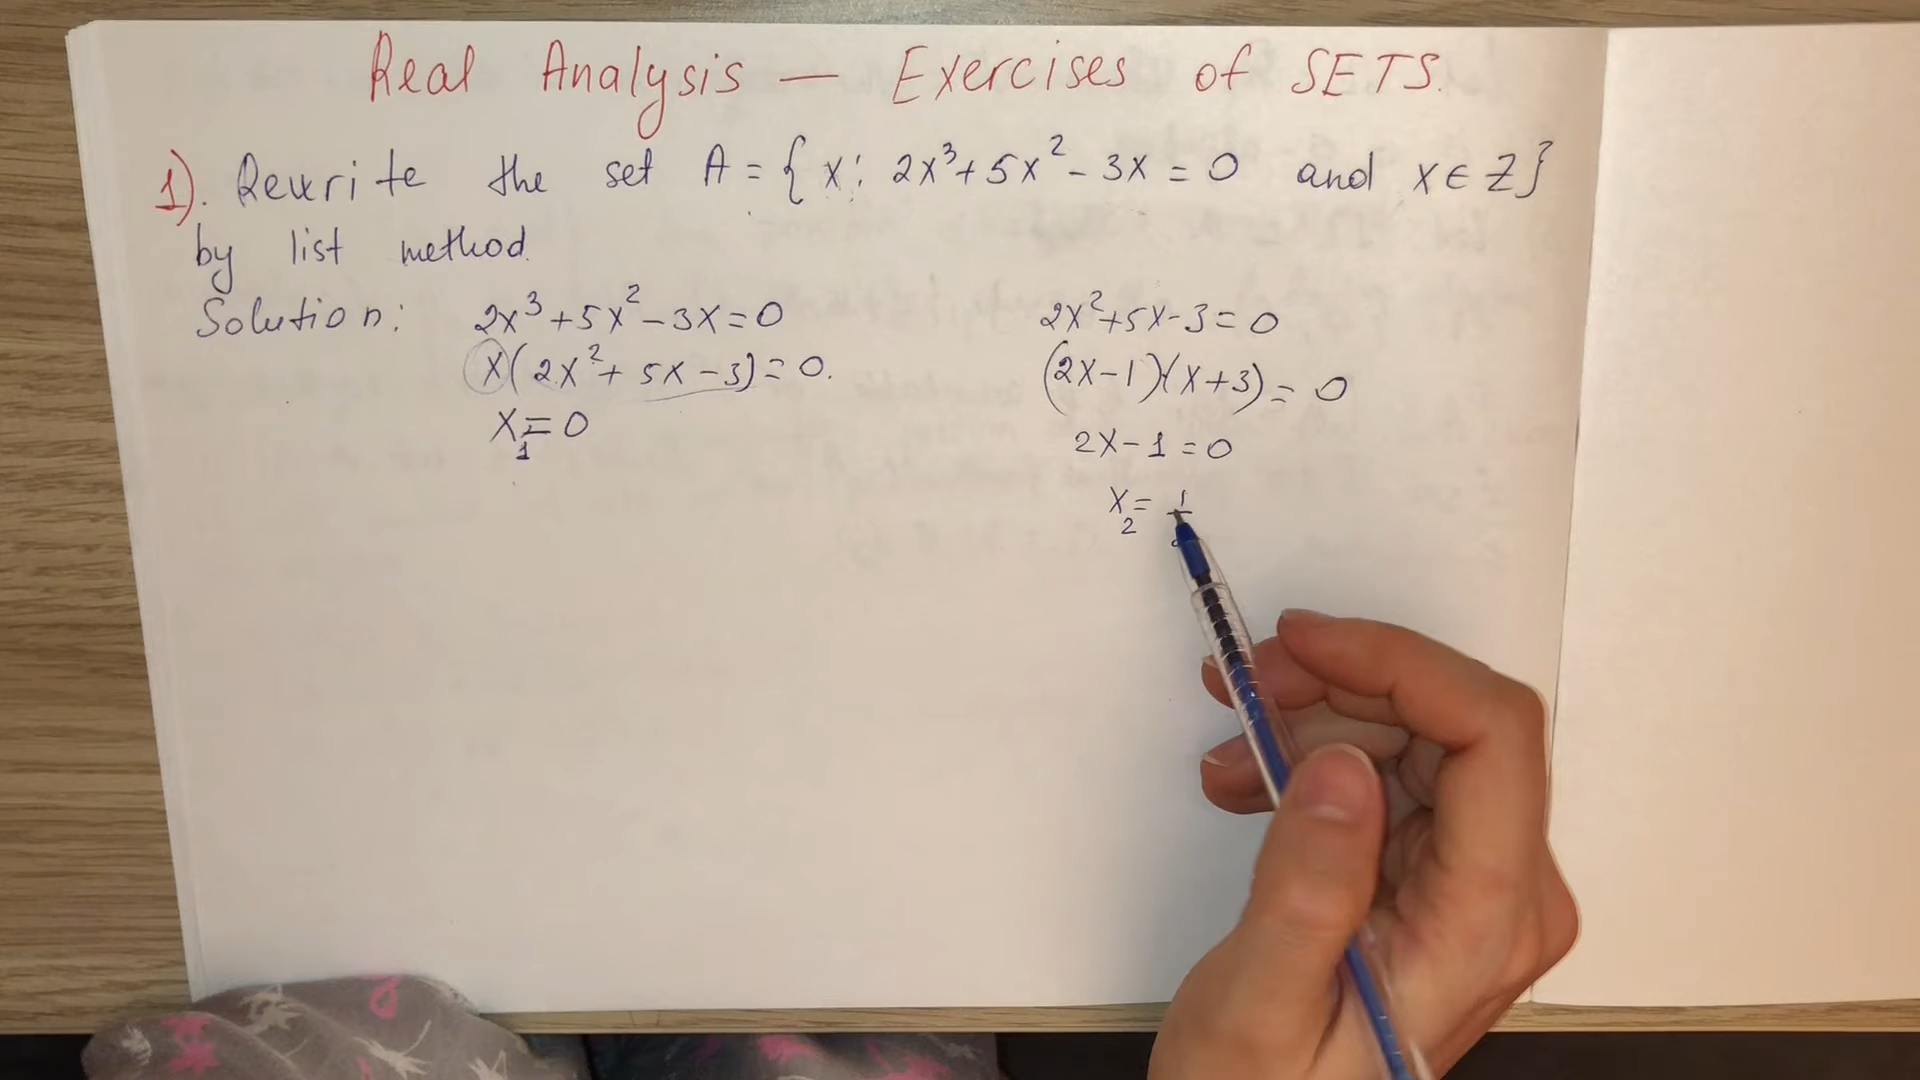 Real Analysis — Exercises of SETS.
1). Rewrite the set A = { x : 2x³ + 5x² - 3x = 0 and x ∈ Z }
by list method.
Solution: 2x³ + 5x² - 3x = 0
x ( 2x² + 5x - 3 ) = 0.
x₁ = 0
2x² + 5x - 3 = 0
(2x - 1)·(x + 3) = 0
2x - 1 = 0
x₂ = 1